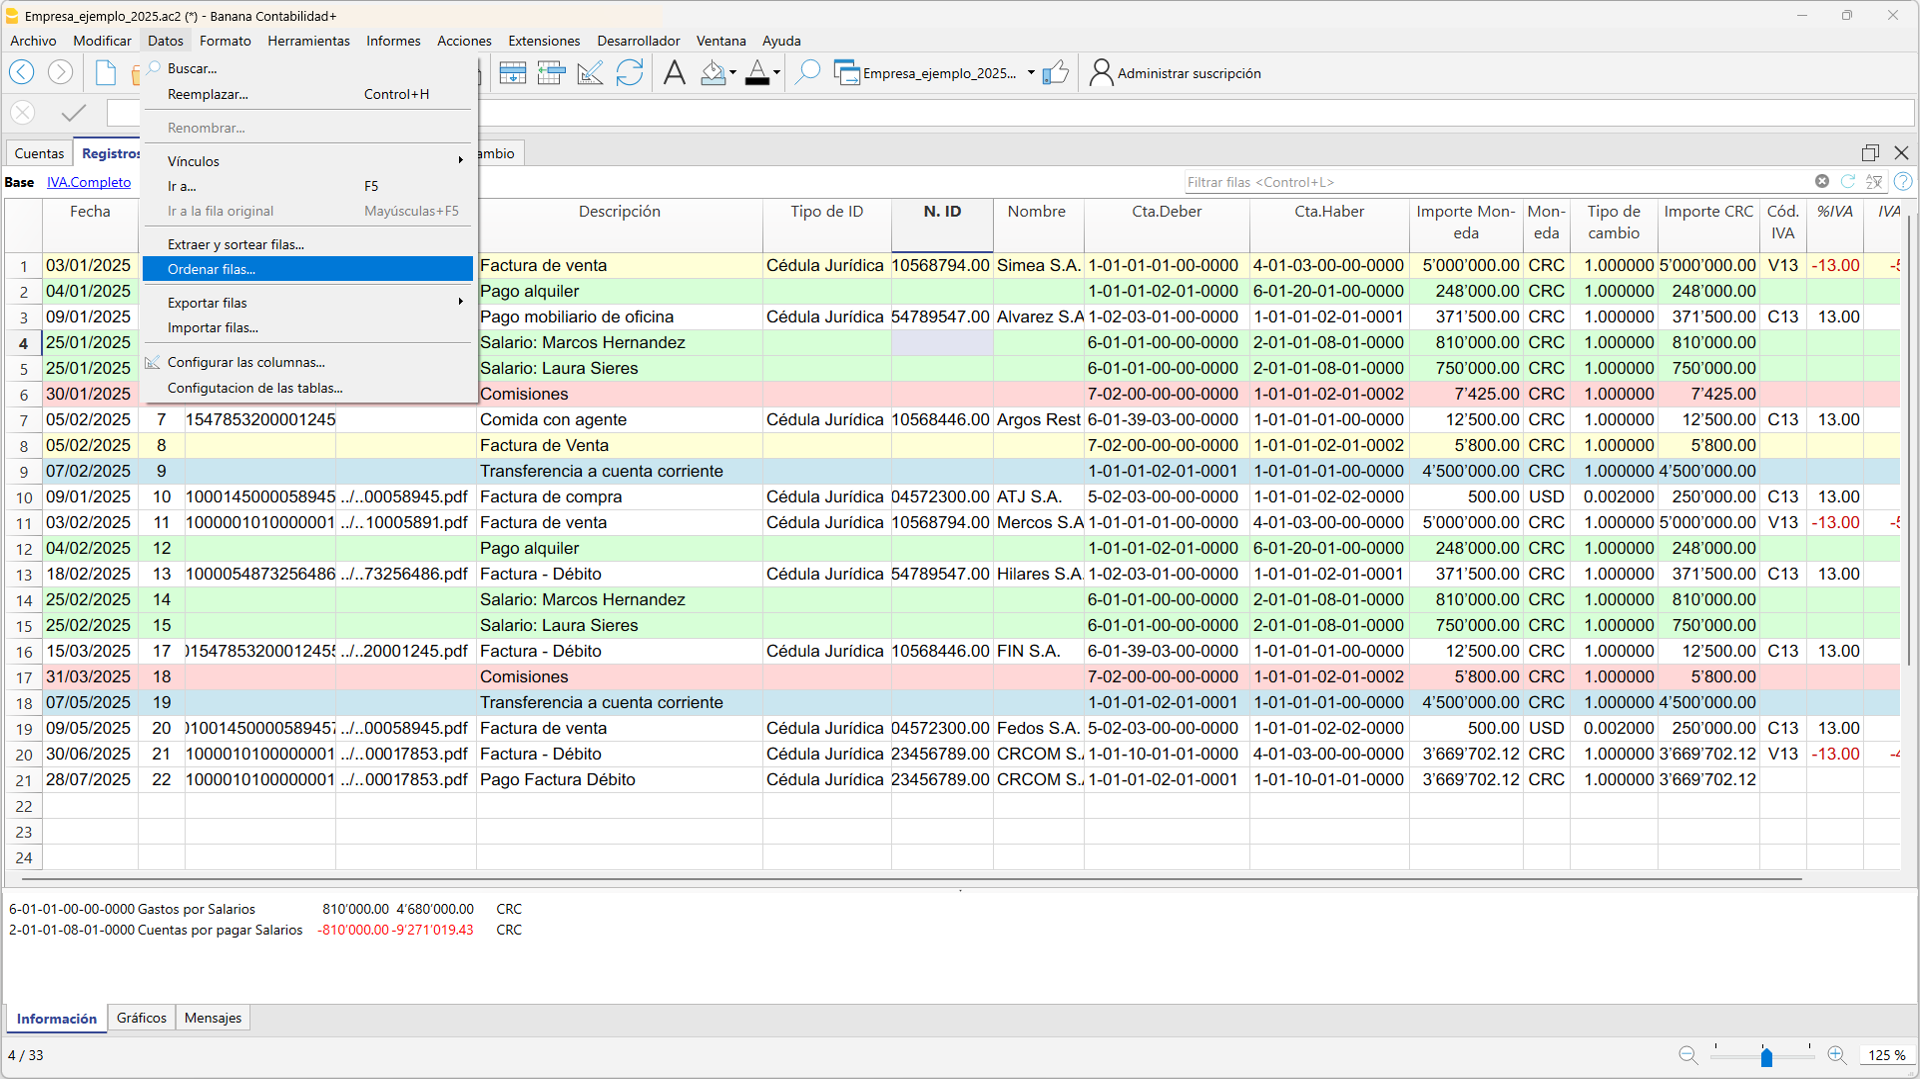 Empresa_ejemplo_2025.ac2 (*) - Banana Contabilidad+
Archivo Modificar Datos Formato Herramientas Informes Acciones Extensiones Desarrollador Ventana Ayuda
Empresa_ejemplo_2025... Administrar suscripción
Buscar...
Reemplazar... Control+H
Renombrar...
Vínculos
Ir a... F5
Ir a la fila original Mayúsculas+F5
Extraer y sortear filas...
Ordenar filas...
Exportar filas
Importar filas...
Configurar las columnas...
Configutacion de las tablas...
Cuentas Registros ambio
Base IVA.Completo Filtrar filas <Control+L>
Fecha Descripción Tipo de ID N. ID Nombre Cta.Deber Cta.Haber Importe Mon-eda Mon-eda Tipo de cambio Importe CRC Cód. IVA %IVA IVA
1 03/01/2025 Factura de venta Cédula Jurídica 10568794.00 Simea S.A. 1-01-01-01-00-0000 4-01-03-00-00-0000 5’000’000.00 CRC 1.000000 5’000’000.00 V13 -13.00 -5
2 04/01/2025 Pago alquiler 1-01-01-02-01-0000 6-01-20-01-00-0000 248’000.00 CRC 1.000000 248’000.00
3 09/01/2025 Pago mobiliario de oficina Cédula Jurídica 54789547.00 Alvarez S.A 1-02-03-01-00-0000 1-01-01-02-01-0001 371’500.00 CRC 1.000000 371’500.00 C13 13.00
4 25/01/2025 Salario: Marcos Hernandez 6-01-01-00-00-0000 2-01-01-08-01-0000 810’000.00 CRC 1.000000 810’000.00
5 25/01/2025 Salario: Laura Sieres 6-01-01-00-00-0000 2-01-01-08-01-0000 750’000.00 CRC 1.000000 750’000.00
6 30/01/2025 Comisiones 7-02-00-00-00-0000 1-01-01-02-01-0002 7’425.00 CRC 1.000000 7’425.00
7 05/02/2025 7 1547853200001245 Comida con agente Cédula Jurídica 10568446.00 Argos Rest 6-01-39-03-00-0000 1-01-01-01-00-0000 12’500.00 CRC 1.000000 12’500.00 C13 13.00
8 05/02/2025 8 Factura de Venta 7-02-00-00-00-0000 1-01-01-02-01-0002 5’800.00 CRC 1.000000 5’800.00
9 07/02/2025 9 Transferencia a cuenta corriente 1-01-01-02-01-0001 1-01-01-01-00-0000 4’500’000.00 CRC 1.000000 4’500’000.00
10 09/01/2025 10 1000145000058945 ../..00058945.pdf Factura de compra Cédula Jurídica 04572300.00 ATJ S.A. 5-02-03-00-00-0000 1-01-01-02-02-0000 500.00 USD 0.002000 250’000.00 C13 13.00
11 03/02/2025 11 1000001010000001 ../..10005891.pdf Factura de venta Cédula Jurídica 10568794.00 Mercos S.A 1-01-01-01-00-0000 4-01-03-00-00-0000 5’000’000.00 CRC 1.000000 5’000’000.00 V13 -13.00 -5
12 04/02/2025 12 Pago alquiler 1-01-01-02-01-0000 6-01-20-01-00-0000 248’000.00 CRC 1.000000 248’000.00
13 18/02/2025 13 1000054873256486 ../..73256486.pdf Factura - Débito Cédula Jurídica 54789547.00 Hilares S.A. 1-02-03-01-00-0000 1-01-01-02-01-0001 371’500.00 CRC 1.000000 371’500.00 C13 13.00
14 25/02/2025 14 Salario: Marcos Hernandez 6-01-01-00-00-0000 2-01-01-08-01-0000 810’000.00 CRC 1.000000 810’000.00
15 25/02/2025 15 Salario: Laura Sieres 6-01-01-00-00-0000 2-01-01-08-01-0000 750’000.00 CRC 1.000000 750’000.00
16 15/03/2025 17 0154785320001245 ../..20001245.pdf Factura - Débito Cédula Jurídica 10568446.00 FIN S.A. 6-01-39-03-00-0000 1-01-01-01-00-0000 12’500.00 CRC 1.000000 12’500.00 C13 13.00
17 31/03/2025 18 Comisiones 7-02-00-00-00-0000 1-01-01-02-01-0002 5’800.00 CRC 1.000000 5’800.00
18 07/05/2025 19 Transferencia a cuenta corriente 1-01-01-02-01-0001 1-01-01-01-00-0000 4’500’000.00 CRC 1.000000 4’500’000.00
19 09/05/2025 20 010014500005894 ../..00058945.pdf Factura de venta Cédula Jurídica 04572300.00 Fedos S.A. 5-02-03-00-00-0000 1-01-01-02-02-0000 500.00 USD 0.002000 250’000.00 C13 13.00
20 30/06/2025 21 1000010100000001 ../..00017853.pdf Factura - Débito Cédula Jurídica 23456789.00 CRCOM S. 1-01-10-01-01-0000 4-01-03-00-00-0000 3’669’702.12 CRC 1.000000 3’669’702.12 V13 -13.00 -4
21 28/07/2025 22 1000010100000001 ../..00017853.pdf Pago Factura Débito Cédula Jurídica 23456789.00 CRCOM S. 1-01-01-02-01-0001 1-01-10-01-01-0000 3’669’702.12 CRC 1.000000 3’669’702.12
22
23
24
6-01-01-00-00-0000 Gastos por Salarios 810’000.00 4’680’000.00 CRC
2-01-01-08-01-0000 Cuentas por pagar Salarios -810’000.00 -9’271’019.43 CRC
Información Gráficos Mensajes
4 / 33 125 %